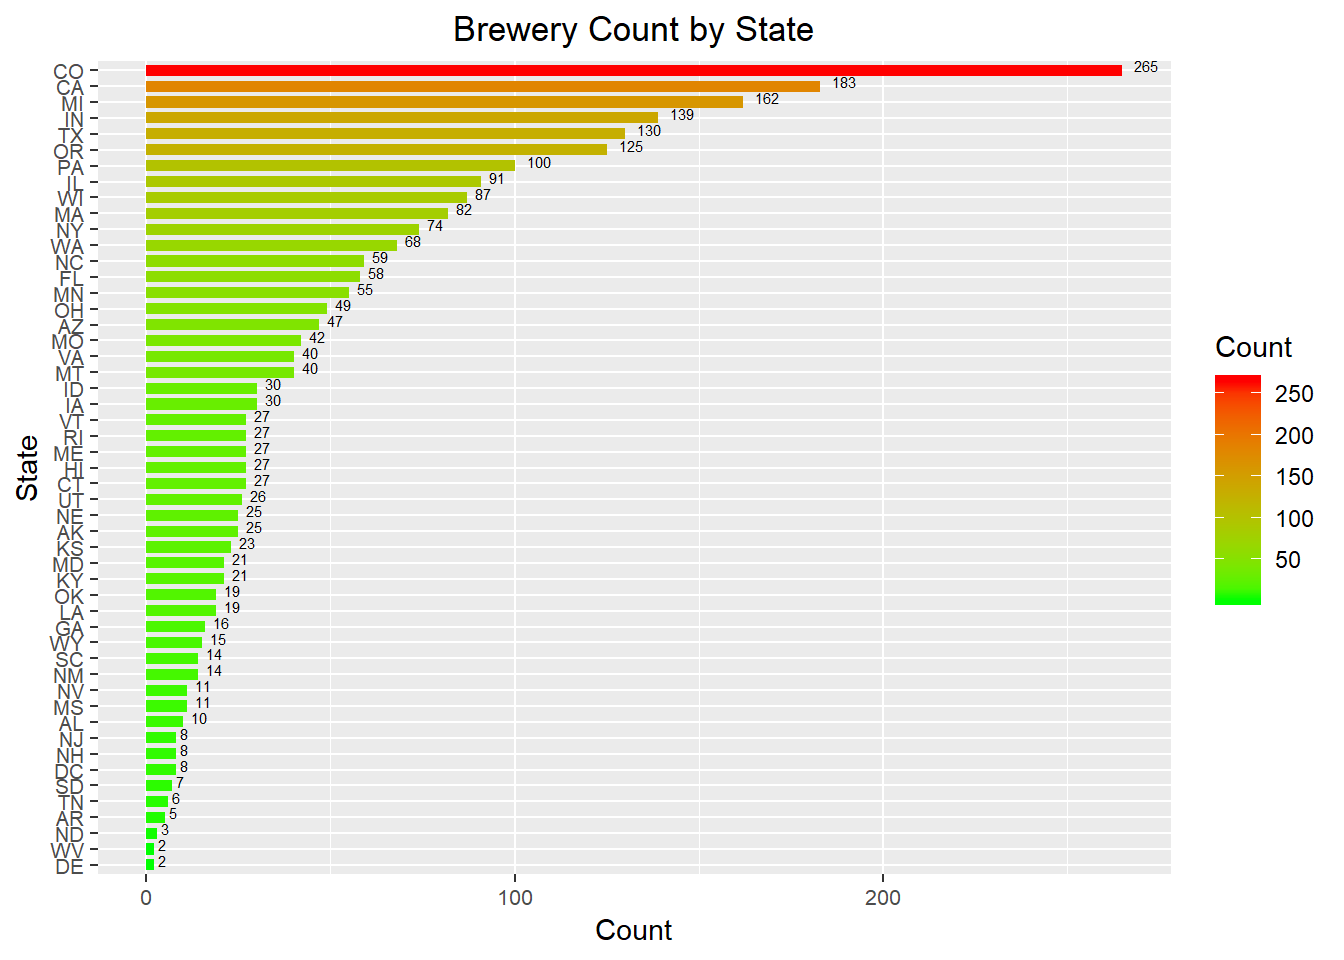 Brewery Count by State
State
CO 265
CA 183
MI 162
IN 139
TX 130
OR 125
PA 100
IL 91
WI 87
MA 82
NY 74
WA 68
NC 59
FL 58
MN 55
OH 49
AZ 47
MO 42
VA 40
MT 40
ID 30
IA 30
VT 27
RI 27
ME 27
HI 27
CT 27
UT 26
NE 25
AK 25
KS 23
MD 21
KY 21
OK 19
LA 19
GA 16
WY 15
SC 14
NM 14
NV 11
MS 11
AL 10
NJ 8
NH 8
DC 8
SD 7
TN 6
AR 5
ND 3
WV 2
DE 2
0 100 200
Count
Count
250
200
150
100
50